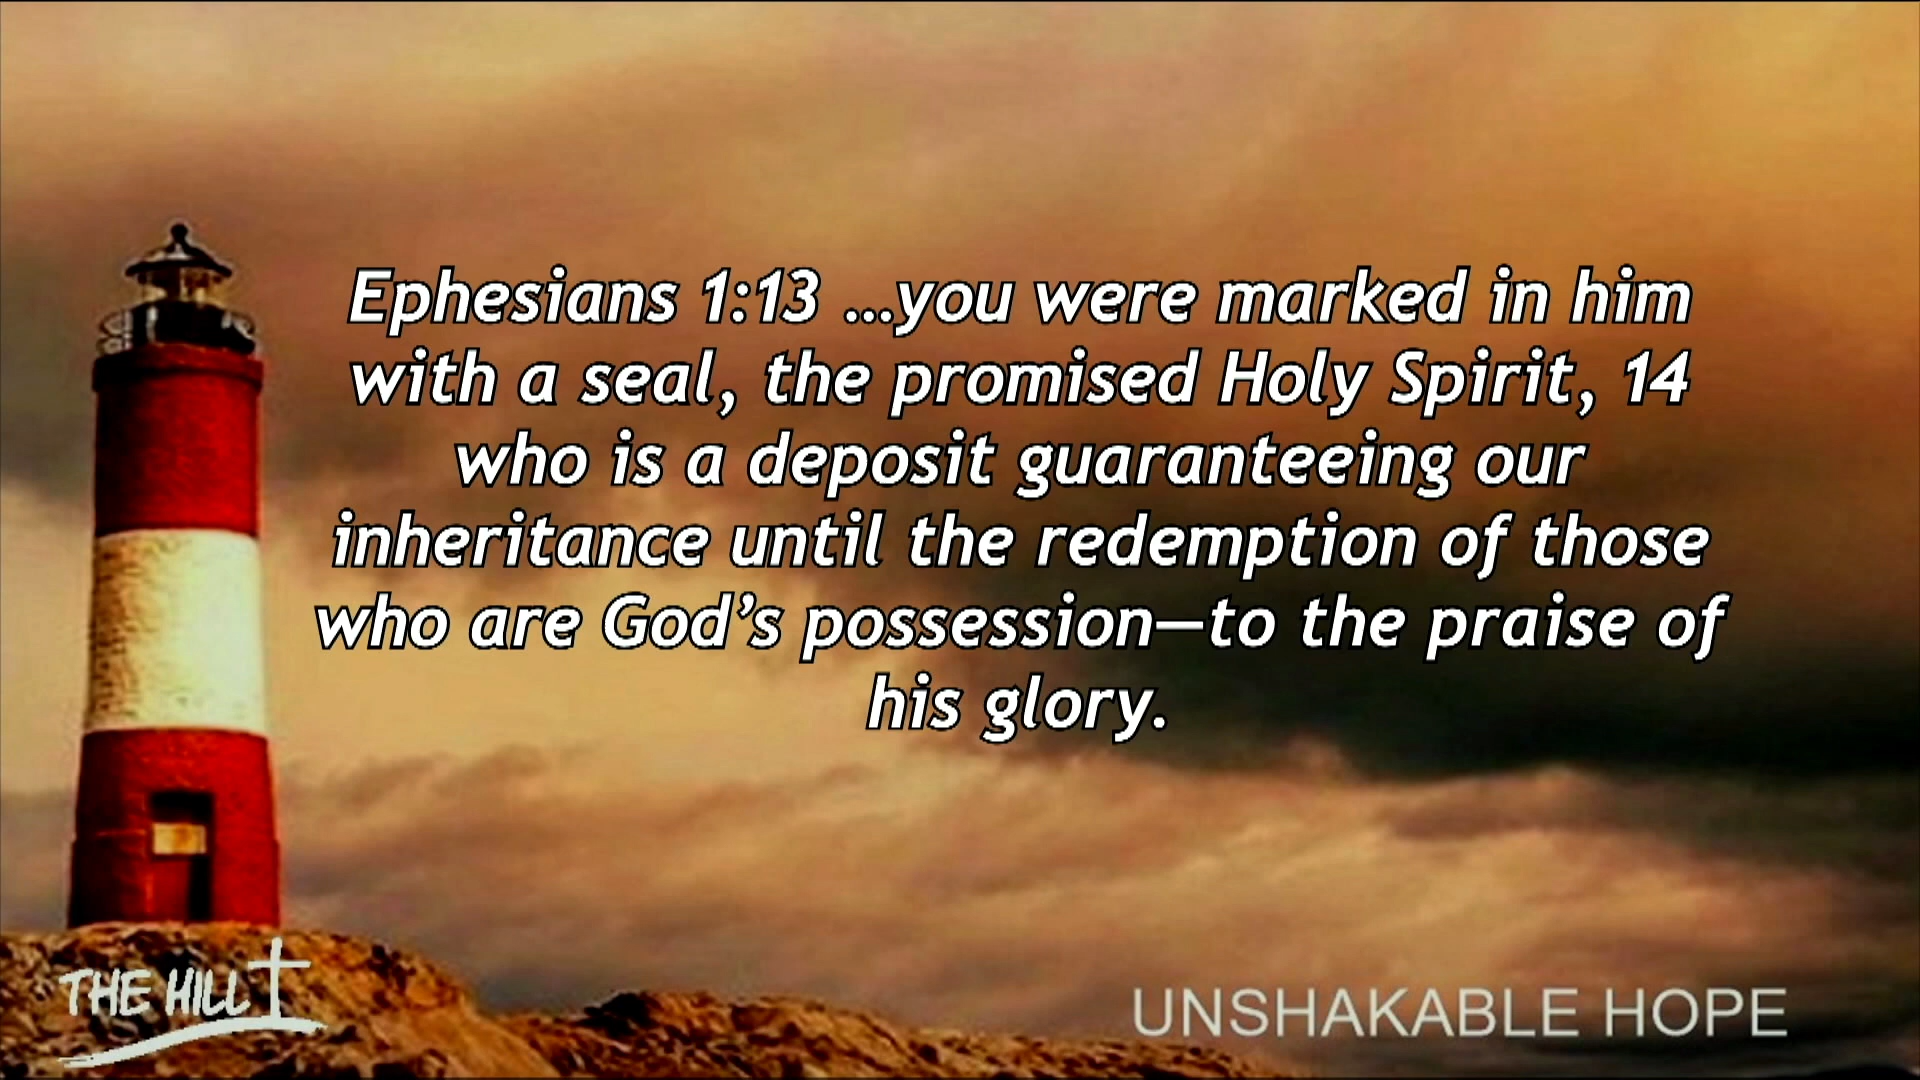 Ephesians 1:13 …you were marked in him
with a seal, the promised Holy Spirit, 14
who is a deposit guaranteeing our
inheritance until the redemption of those
who are God’s possession—to the praise of
his glory.
THE HILL
UNSHAKABLE HOPE